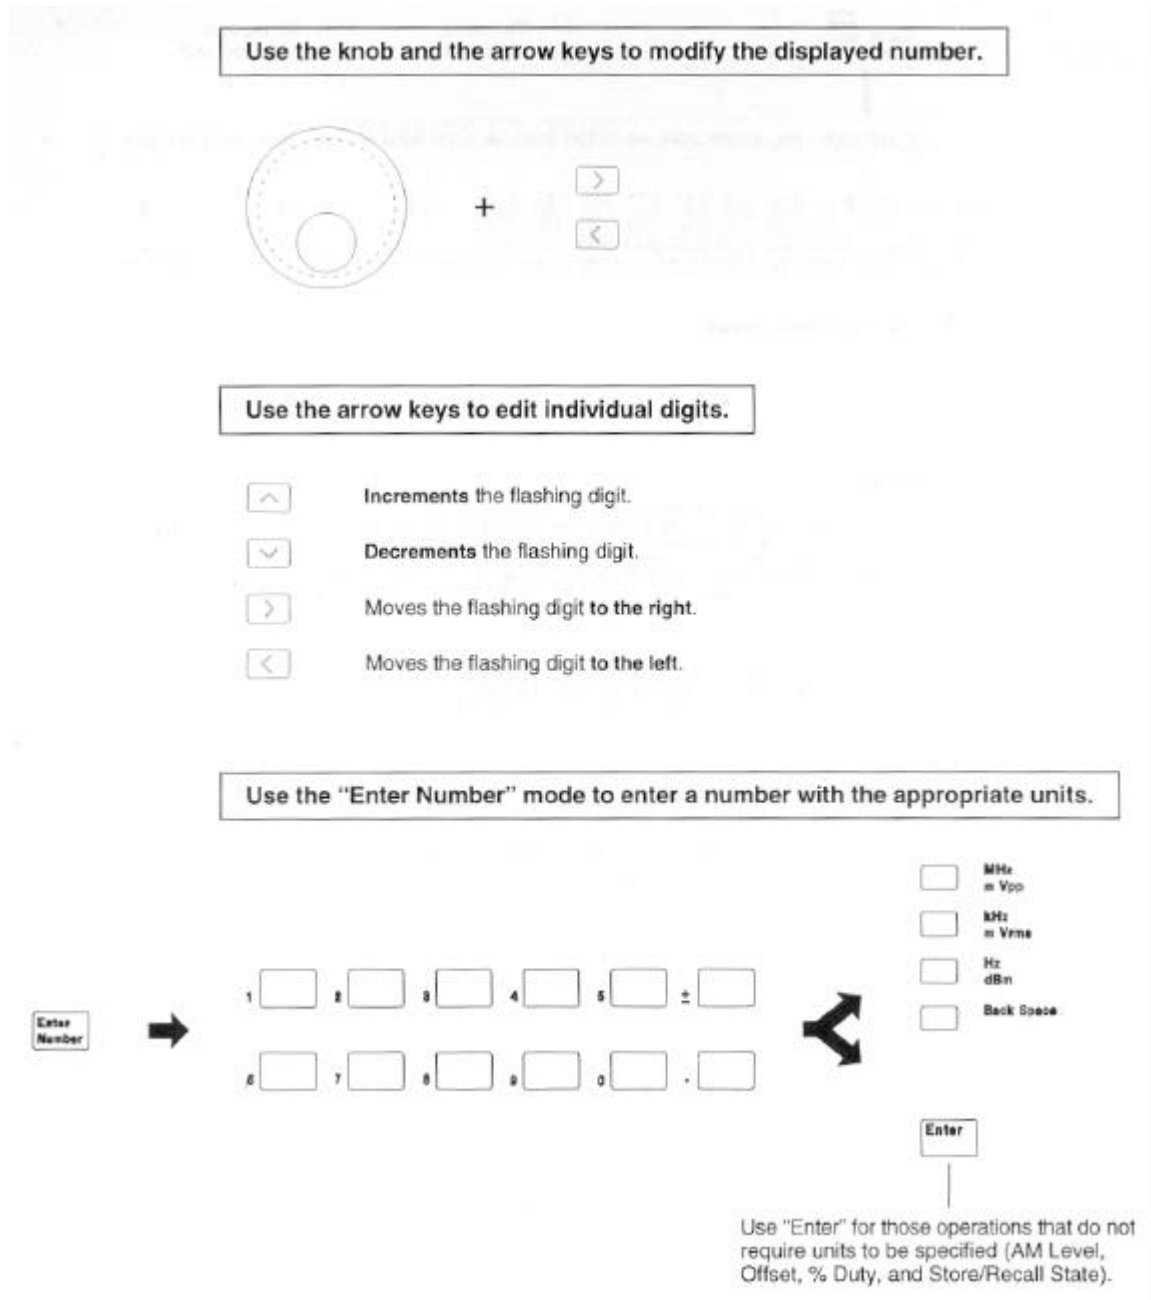 Use the knob and the arrow keys to modify the displayed number.
+
>
<
Use the arrow keys to edit individual digits.
Increments the flashing digit.
Decrements the flashing digit.
> Moves the flashing digit to the right.
< Moves the flashing digit to the left.
Use the “Enter Number” mode to enter a number with the appropriate units.
MHz
m Vpp
kHz
m Vrms
Hz
dBm
Back Space
1 2 3 4 5 ±
Enter
Number
6 7 8 9 0 .
Enter
Use “Enter” for those operations that do not
require units to be specified (AM Level,
Offset, % Duty, and Store/Recall State).